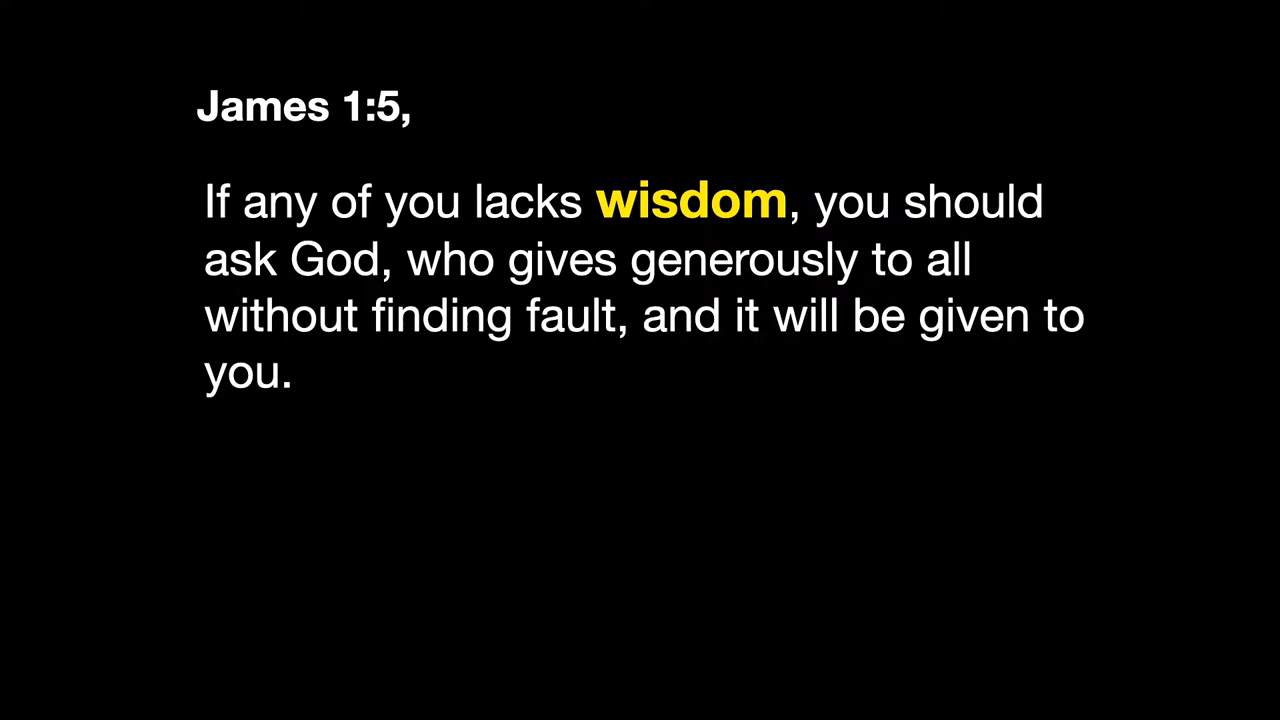 James 1:5,
If any of you lacks wisdom, you should
ask God, who gives generously to all
without finding fault, and it will be given to
you.